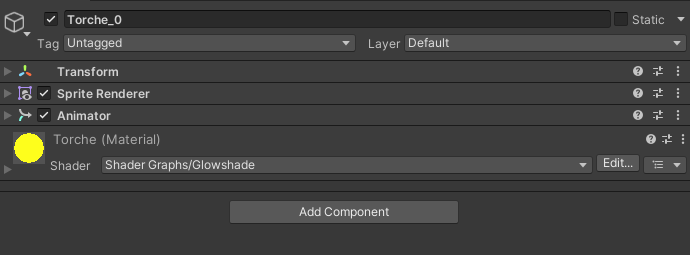 Torche_0 Static
Tag Untagged Layer Default
Transform
Sprite Renderer
Animator
Torche (Material)
Shader Shader Graphs/Glowshade Edit...
Add Component